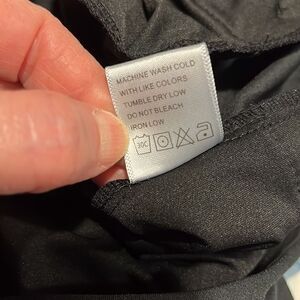 MACHINE WASH COLD
WITH LIKE COLORS
TUMBLE DRY LOW
DO NOT BLEACH
IRON LOW
30C